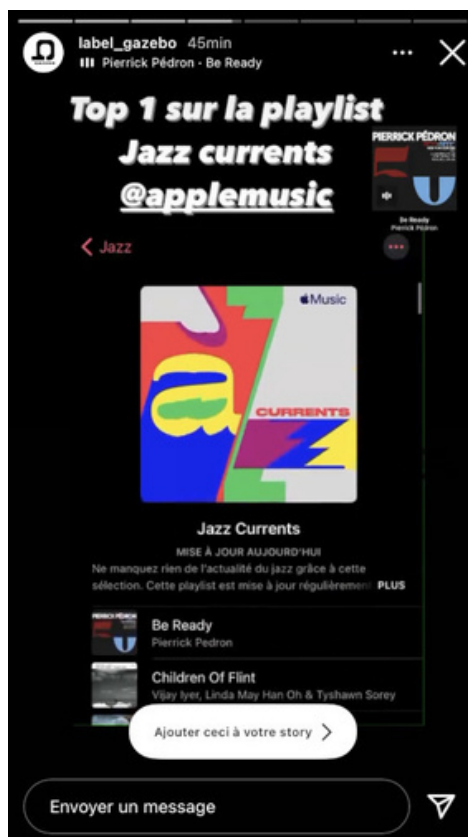 label_gazebo 45min
Pierrick Pédron · Be Ready
Top 1 sur la playlist
Jazz currents
@applemusic
PIERRICK PÉDRON
Be Ready
Pierrick Pédron
Jazz
Music
CURRENTS
Jazz Currents
MISE À JOUR AUJOURD'HUI
Ne manquez rien de l'actualité du jazz grâce à cette
sélection. Cette playlist est mise à jour régulièremen PLUS
PIERRICK PÉDRON
Be Ready
Pierrick Pedron
Children Of Flint
Vijay Iyer, Linda May Han Oh & Tyshawn Sorey
Ajouter ceci à votre story
Envoyer un message